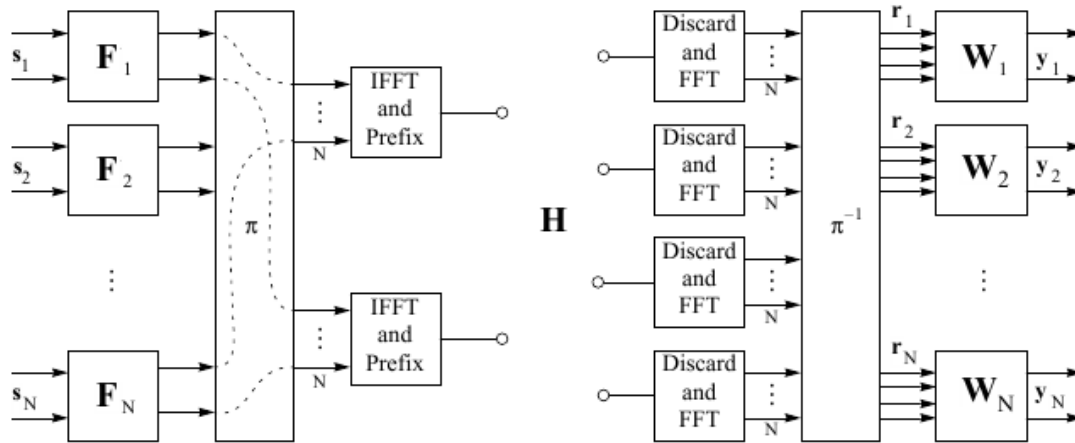 s1
F1
s2
F2
⋮
sN
FN
π
IFFT
and
Prefix
⋮
N
IFFT
and
Prefix
⋮
N
H
Discard
and
FFT
⋮
N
Discard
and
FFT
⋮
N
Discard
and
FFT
⋮
N
Discard
and
FFT
⋮
N
π⁻¹
r1
W1
y1
r2
W2
y2
⋮
rN
WN
yN